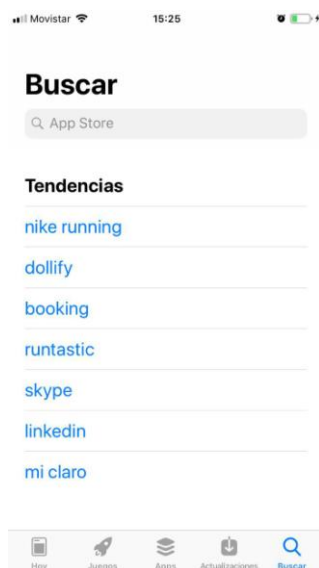 Movistar 15:25
Buscar
App Store
Tendencias
nike running
dollify
booking
runtastic
skype
linkedin
mi claro
Hoy Juegos Apps Actualizaciones Buscar